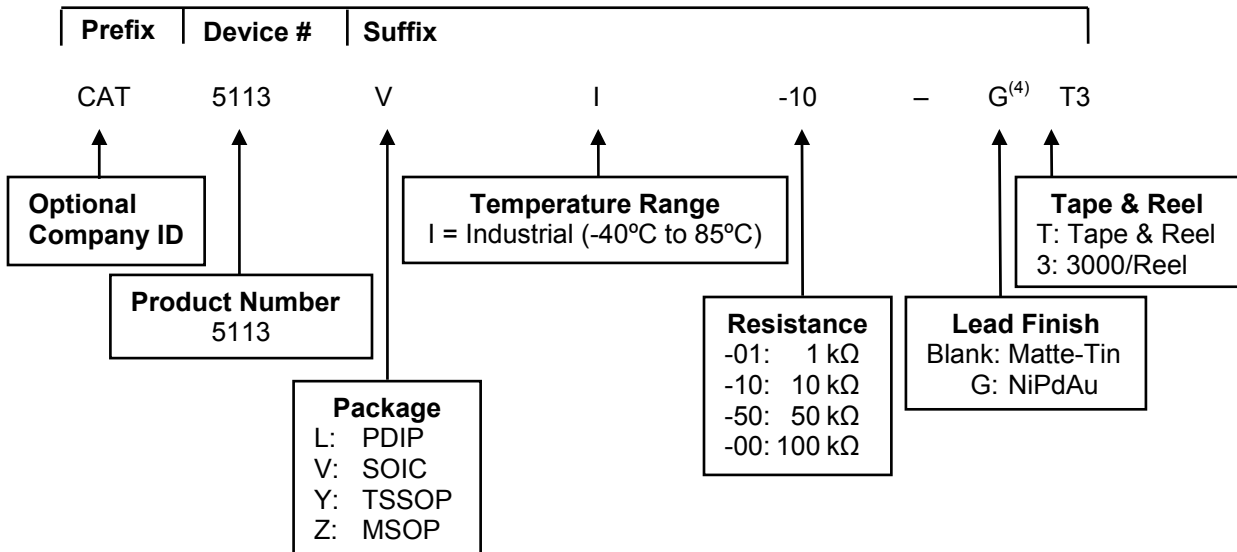 Prefix Device # Suffix
CAT 5113 V I -10 – G(4) T3
Optional
Company ID
Product Number
5113
Package
L: PDIP
V: SOIC
Y: TSSOP
Z: MSOP
Temperature Range
I = Industrial (-40ºC to 85ºC)
Resistance
-01: 1 kΩ
-10: 10 kΩ
-50: 50 kΩ
-00: 100 kΩ
Lead Finish
Blank: Matte-Tin
G: NiPdAu
Tape & Reel
T: Tape & Reel
3: 3000/Reel